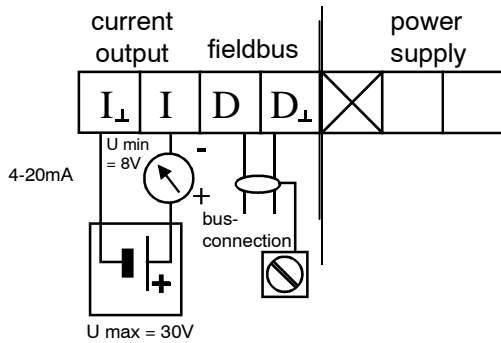 current
output
fieldbus
power
supply
I⊥ I D D⊥
U min
= 8V
-
4-20mA
+
bus-
connection
+
U max = 30V